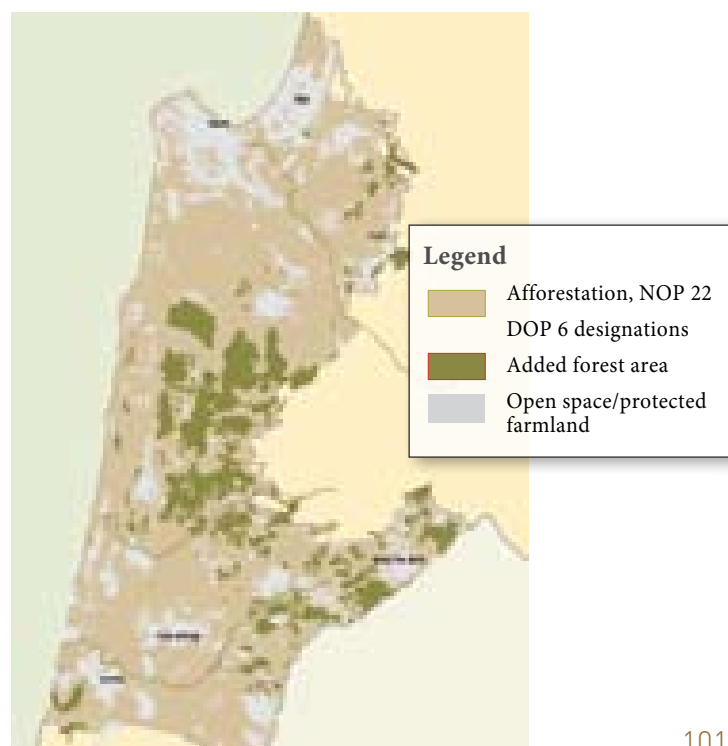 Legend
Afforestation, NOP 22
DOP 6 designations
Added forest area
Open space/protected
farmland
101